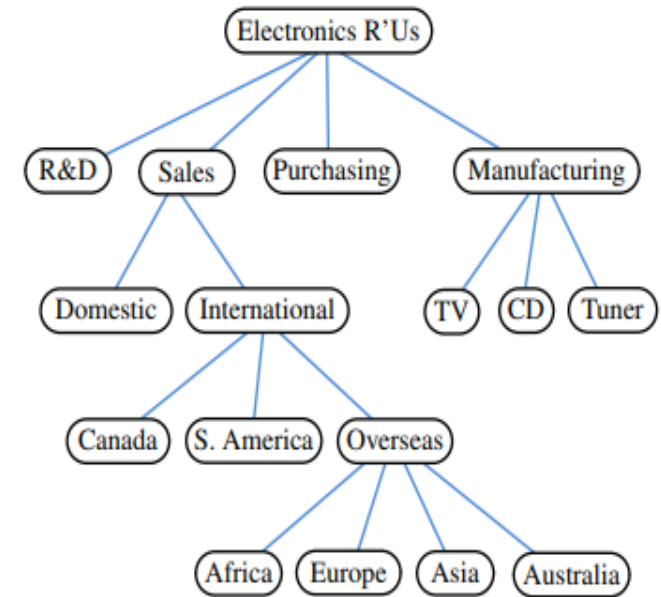 Electronics R’Us
R&D Sales Purchasing Manufacturing
Domestic International TV CD Tuner
Canada S. America Overseas
Africa Europe Asia Australia